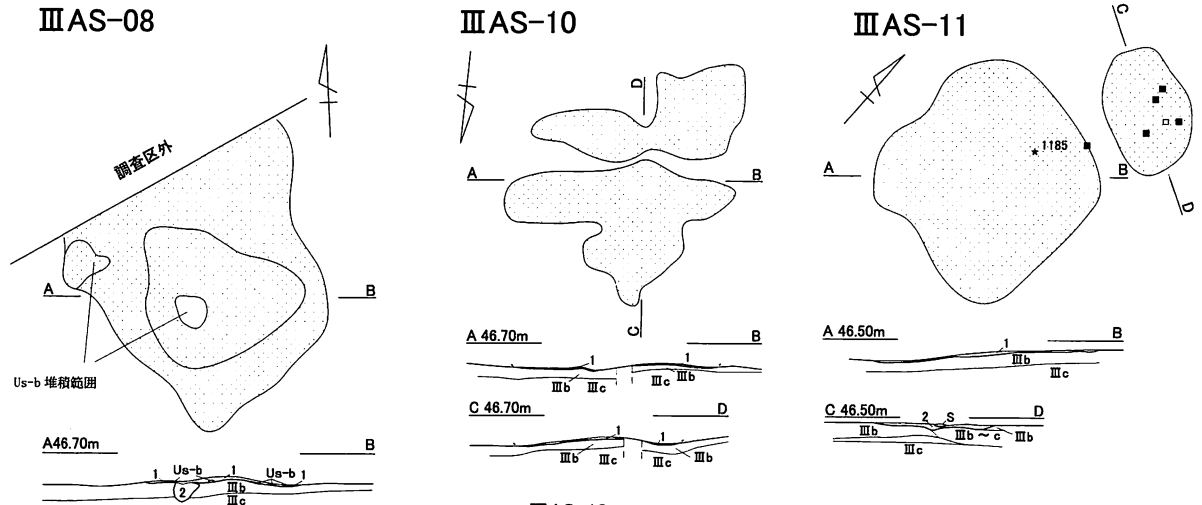 ⅢAS-08
調査区外
A
B
Us-b 堆積範囲
A46.70m
B
1
Us-b
1
Us-b
1
2
Ⅲb
Ⅲc
ⅢAS-10
D
A
B
C
A 46.70m
B
1
1
Ⅲb
Ⅲc
Ⅲc
Ⅲb
C 46.70m
D
1
1
Ⅲb
Ⅲc
Ⅲc
Ⅲb
ⅢAS-11
C
1185
A
B
D
A 46.50m
B
1
Ⅲb
Ⅲc
C 46.50m
D
2
S
Ⅲb
Ⅲb～c
Ⅲb
Ⅲc